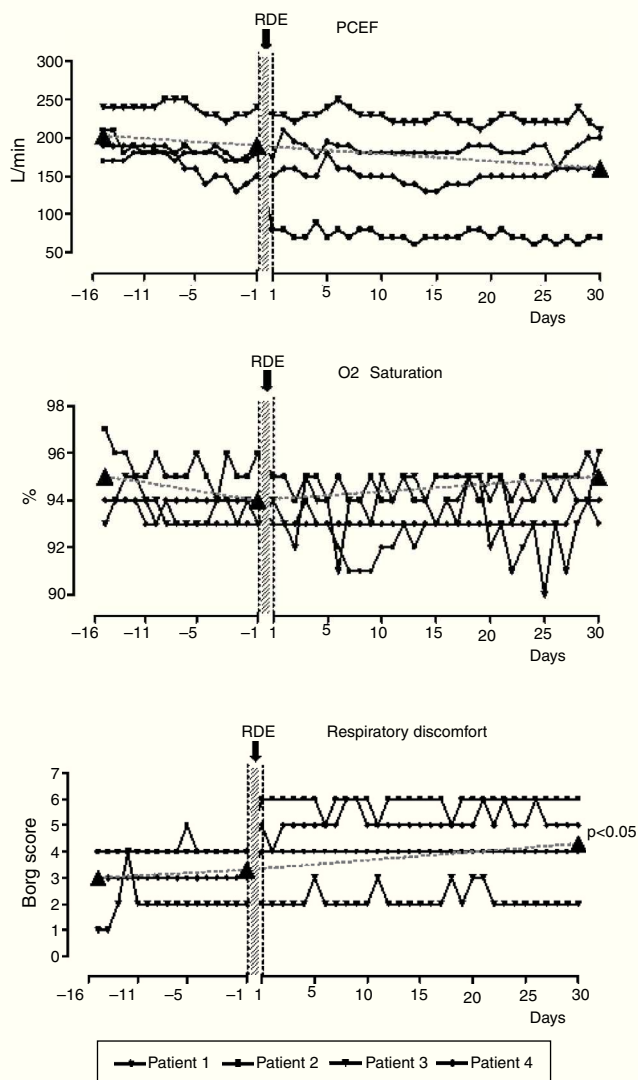 RDE PCEF
300
250
200
150
100
50
L/min
–16 –11 –5 –1 1 5 10 15 20 25 30
Days
RDE O2 Saturation
98
96
94
92
90
%
–16 –11 –5 –1 1 5 10 15 20 25 30
Days
RDE Respiratory discomfort
7
6
5
4
3
2
1
0
Borg score
p<0.05
–16 –11 –5 –1 1 5 10 15 20 25 30
Days
Patient 1 Patient 2 Patient 3 Patient 4